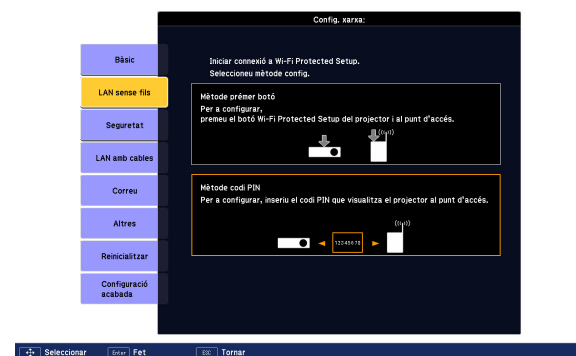 Config. xarxa:
Bàsic
LAN sense fils
Seguretat
LAN amb cables
Correu
Altres
Reinicialitzar
Configuració
acabada
Iniciar connexió a Wi-Fi Protected Setup.
Seleccioneu mètode config.
Mètode prémer botó
Per a configurar,
premeu el botó Wi-Fi Protected Setup del projector i al punt d'accés.
Mètode codi PIN
Per a configurar, inseriu el codi PIN que visualitza el projector al punt d'accés.
12345678
Seleccionar Enter Fet ESC Tornar